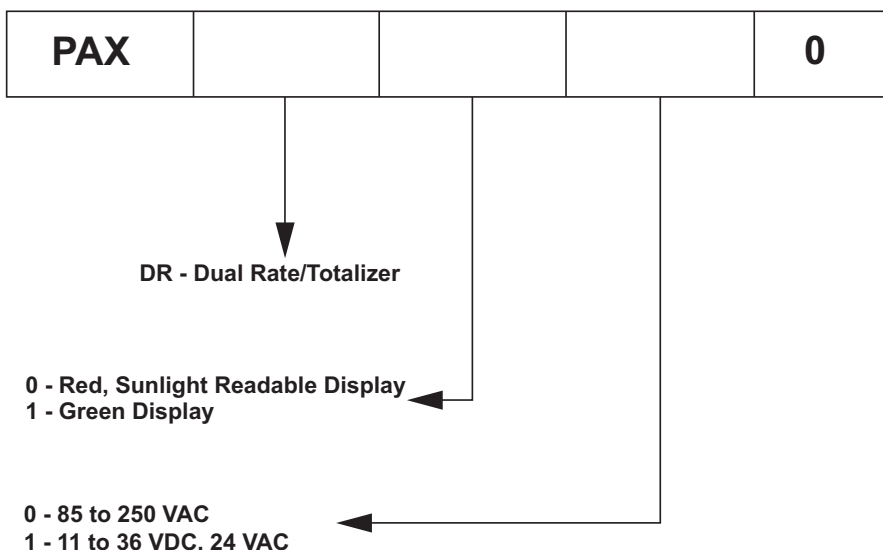 PAX 0
DR - Dual Rate/Totalizer
0 - Red, Sunlight Readable Display
1 - Green Display
0 - 85 to 250 VAC
1 - 11 to 36 VDC, 24 VAC